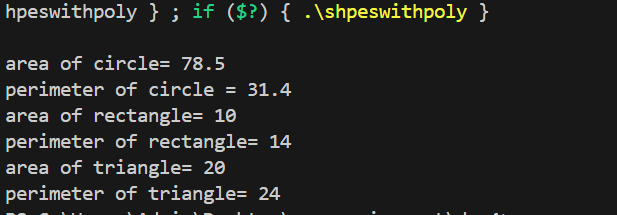 hpeswithpoly } ; if ($?) { .\shpeswithpoly }
area of circle= 78.5
perimeter of circle = 31.4
area of rectangle= 10
perimeter of rectangle= 14
area of triangle= 20
perimeter of triangle= 24